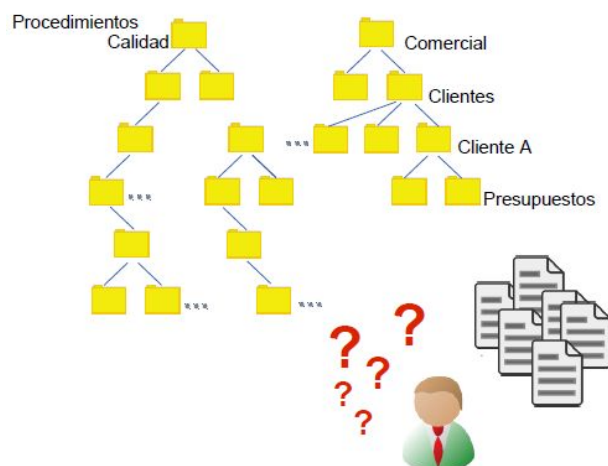 Procedimientos
Calidad
Comercial
Clientes
Cliente A
Presupuestos
?
?
?
?
?